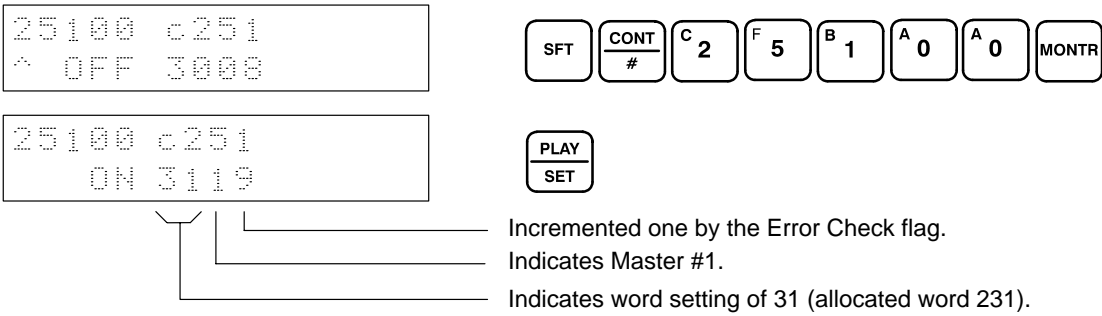 25100 c251
^ OFF 3008
SFT CONT # C 2 F 5 B 1 A 0 A 0 MONTR
25100 c251
ON 3119
PLAY
SET
Incremented one by the Error Check flag.
Indicates Master #1.
Indicates word setting of 31 (allocated word 231).